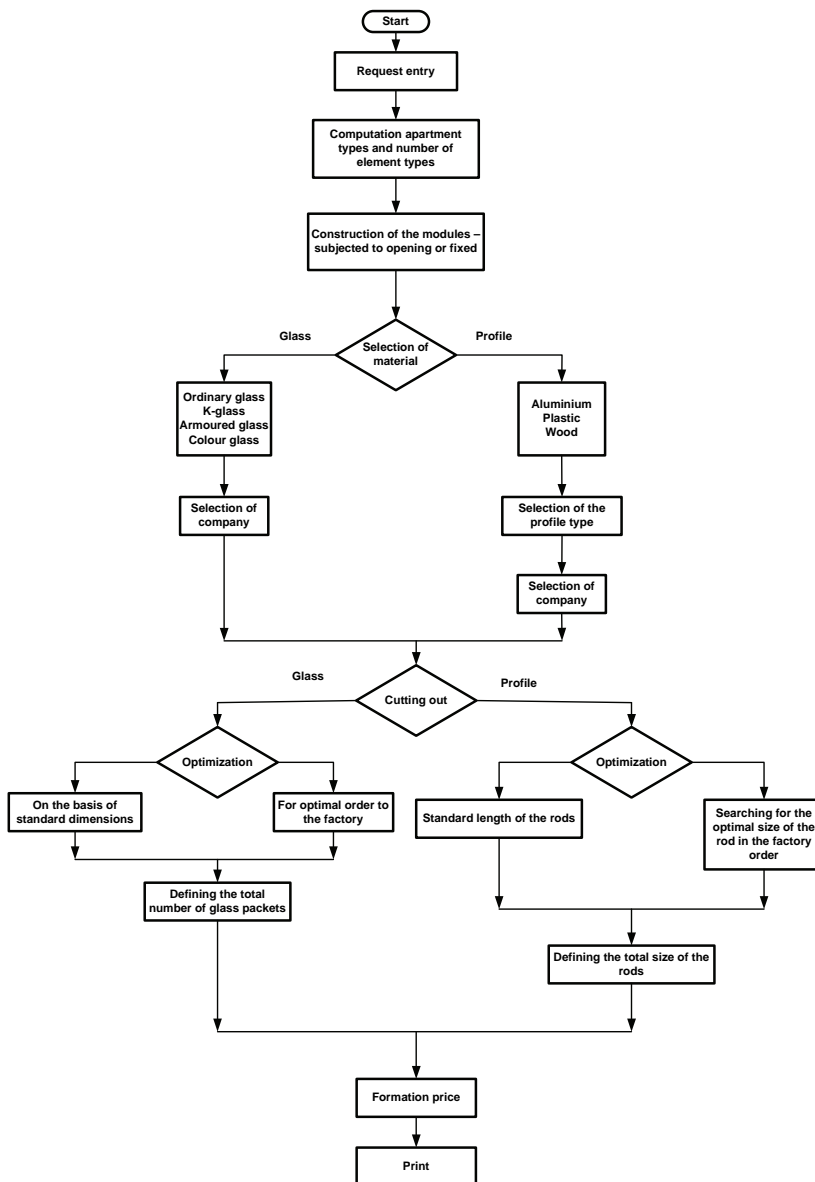 Start
Request entry
Computation apartment
types and number of
element types
Construction of the modules –
subjected to opening or fixed
Glass
Selection of
material
Profile
Ordinary glass
K-glass
Armoured glass
Colour glass
Aluminium
Plastic
Wood
Selection of
company
Selection of the
profile type
Selection of
company
Glass
Cutting out
Profile
Optimization
Optimization
On the basis of
standard dimensions
For optimal order to
the factory
Standard length of the rods
Searching for the
optimal size of the
rod in the factory
order
Defining the total
number of glass packets
Defining the total size of the
rods
Formation price
Print